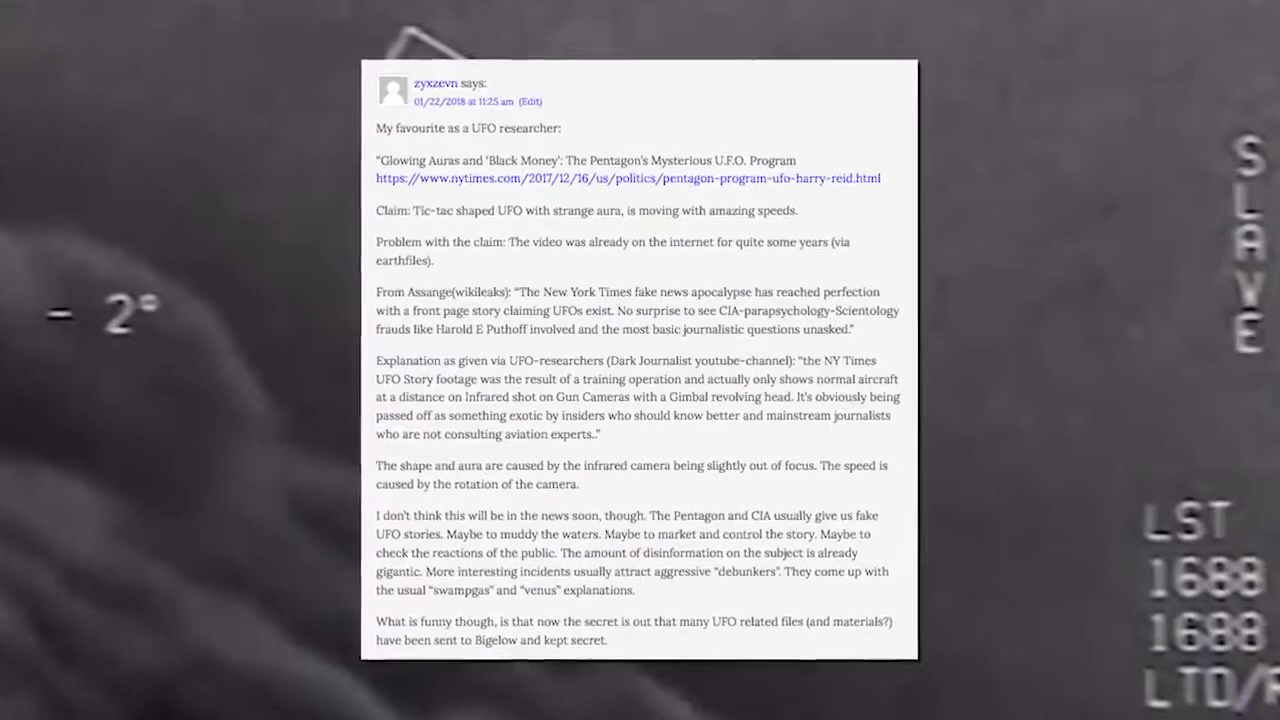 zyxzevn says:
01/22/2018 at 11:25 am (Edit)
My favourite as a UFO researcher:
"Glowing Auras and 'Black Money': The Pentagon's Mysterious U.F.O. Program
https://www.nytimes.com/2017/12/16/us/politics/pentagon-program-ufo-harry-reid.html
Claim: Tic-tac shaped UFO with strange aura, is moving with amazing speeds.
Problem with the claim: The video was already on the internet for quite some years (via
earthfiles).
From Assange(wikileaks): "The New York Times fake news apocalypse has reached perfection
with a front page story claiming UFOs exist. No surprise to see CIA-parapsychology-Scientology
frauds like Harold E Puthoff involved and the most basic journalistic questions unasked."
Explanation as given via UFO-researchers (Dark Journalist youtube-channel): "the NY Times
UFO Story footage was the result of a training operation and actually only shows normal aircraft
at a distance on Infrared shot on Gun Cameras with a Gimbal revolving head. It's obviously being
passed off as something exotic by insiders who should know better and mainstream journalists
who are not consulting aviation experts.."
The shape and aura are caused by the infrared camera being slightly out of focus. The speed is
caused by the rotation of the camera.
I don't think this will be in the news soon, though. The Pentagon and CIA usually give us fake
UFO stories. Maybe to muddy the waters. Maybe to market and control the story. Maybe to
check the reactions of the public. The amount of disinformation on the subject is already
gigantic. More interesting incidents usually attract aggressive "debunkers". They come up with
the usual "swampgas" and "venus" explanations.
What is funny though, is that now the secret is out that many UFO related files (and materials?)
have been sent to Bigelow and kept secret.
- 2°
SLAVE
LST
1688
1688
LTD/R